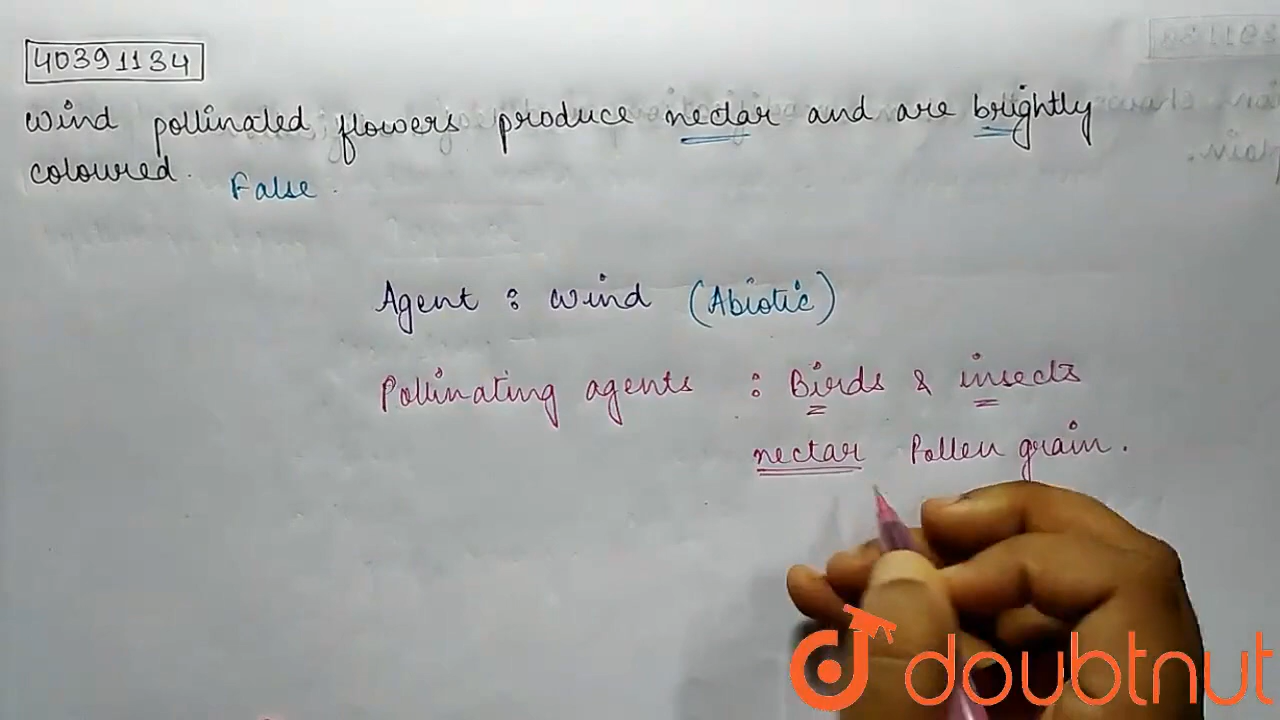 40391134
wind pollinated flowers produce nectar and are brightly
coloured. False.
Agent : wind (Abiotic)
Pollinating agents : Birds & insects
nectar Pollen grain.
doubtnut